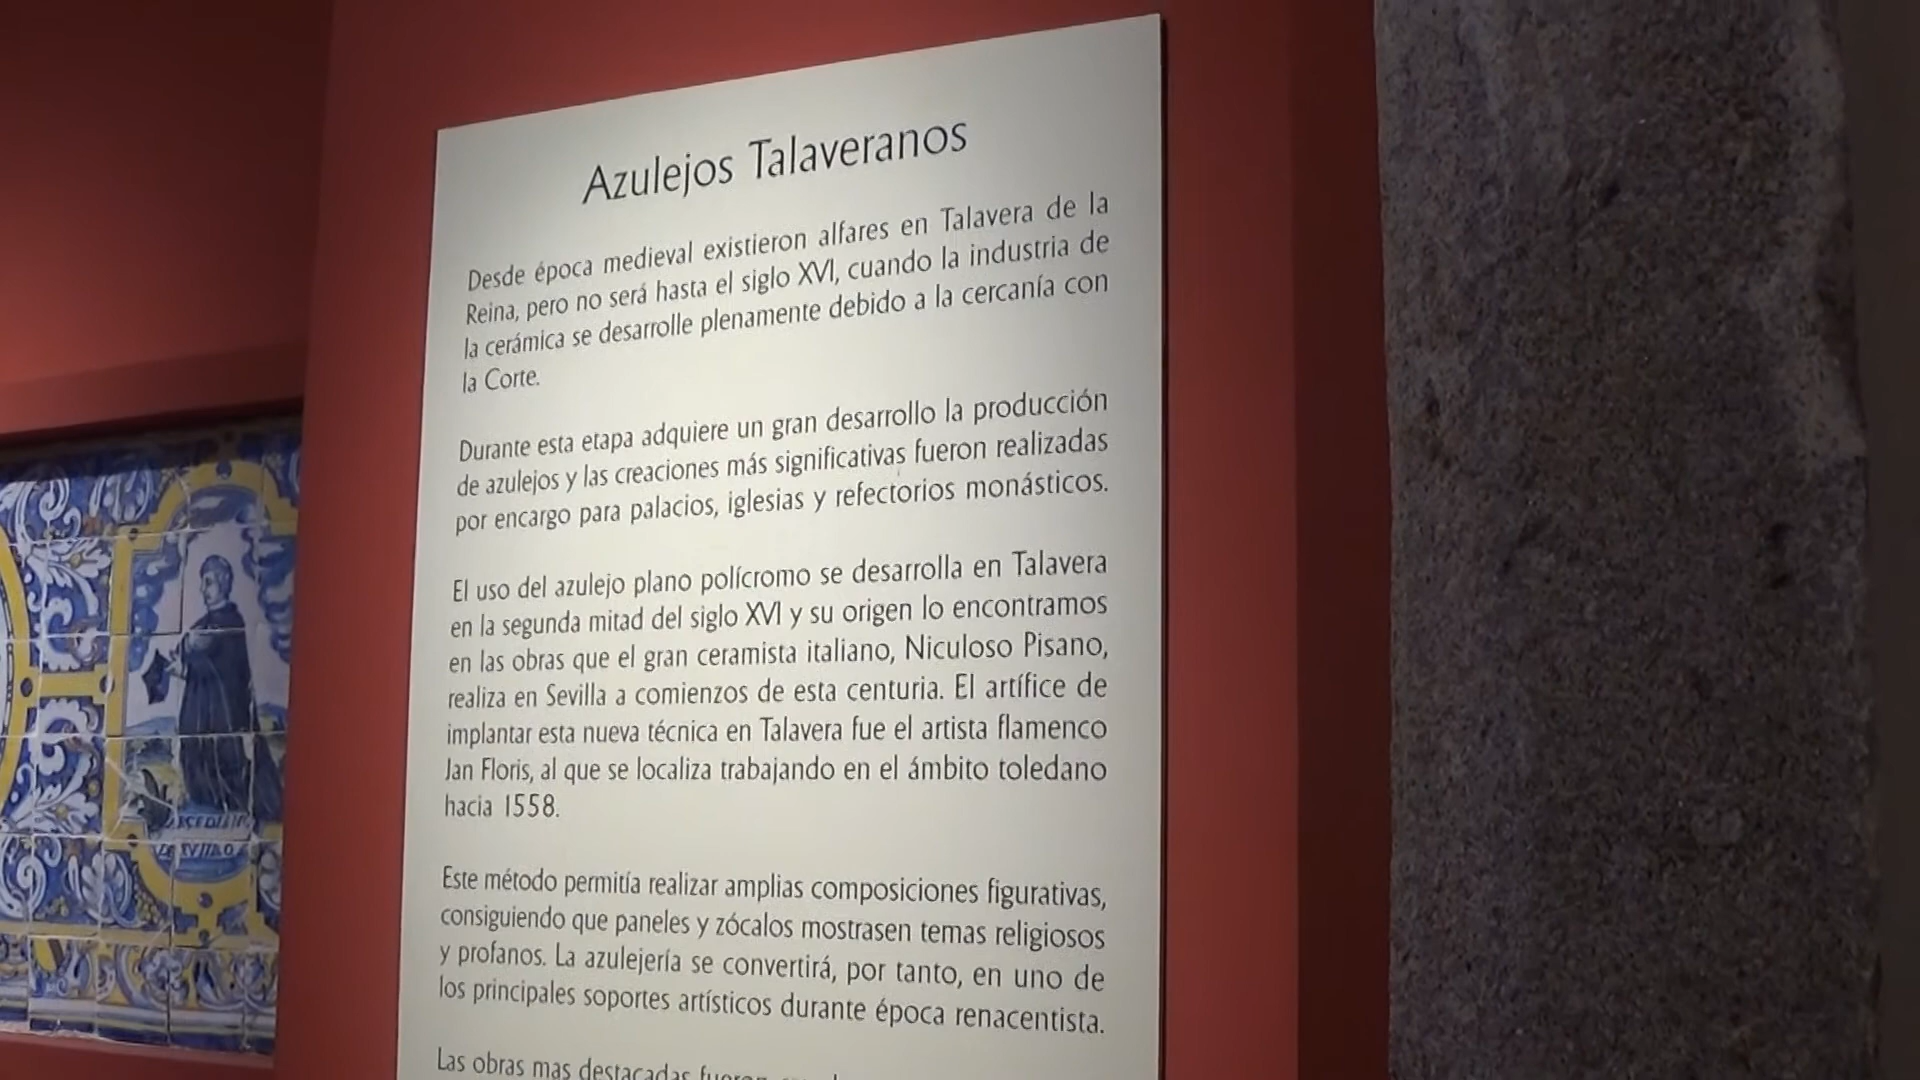 Azulejos Talaveranos
Desde época medieval existieron alfares en Talavera de la
Reina, pero no será hasta el siglo XVI, cuando la industria de
la cerámica se desarrolle plenamente debido a la cercanía con
la Corte.
Durante esta etapa adquiere un gran desarrollo la producción
de azulejos y las creaciones más significativas fueron realizadas
por encargo para palacios, iglesias y refectorios monásticos.
El uso del azulejo plano polícromo se desarrolla en Talavera
en la segunda mitad del siglo XVI y su origen lo encontramos
en las obras que el gran ceramista italiano, Niculoso Pisano,
realiza en Sevilla a comienzos de esta centuria. El artífice de
implantar esta nueva técnica en Talavera fue el artista flamenco
Jan Floris, al que se localiza trabajando en el ámbito toledano
hacia 1558.
Este método permitía realizar amplias composiciones figurativas,
consiguiendo que paneles y zócalos mostrasen temas religiosos
y profanos. La azulejería se convertirá, por tanto, en uno de
los principales soportes artísticos durante época renacentista.
Las obras mas destacadas fueron